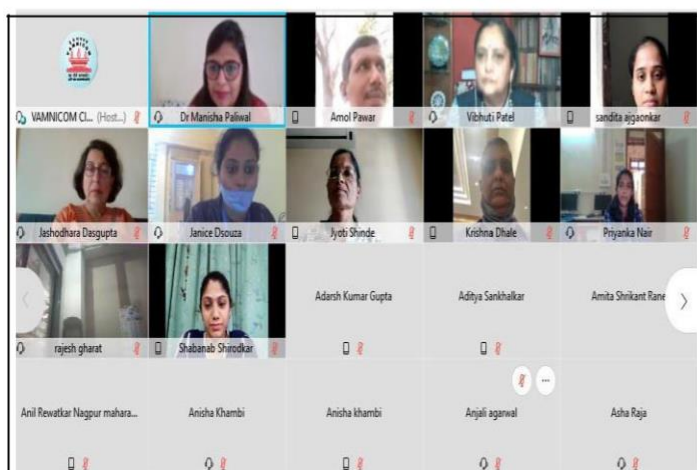 VAMNICOM CI... (Host...)
Dr Manisha Paliwal
Amol Pawar
Vibhuti Patel
sandita ajgaonkar
Jashodhara Dasgupta
Janice Dsouza
Jyoti Shinde
Krishna Dhale
Priyanka Nair
rajesh gharat
Shabanab Shirodkar
Adarsh Kumar Gupta
Aditya Sankhalkar
Amita Shrikant Rane
Anil Rewatkar Nagpur mahara...
Anisha Khambi
Anisha khambi
Anjali agarwal
Asha Raja